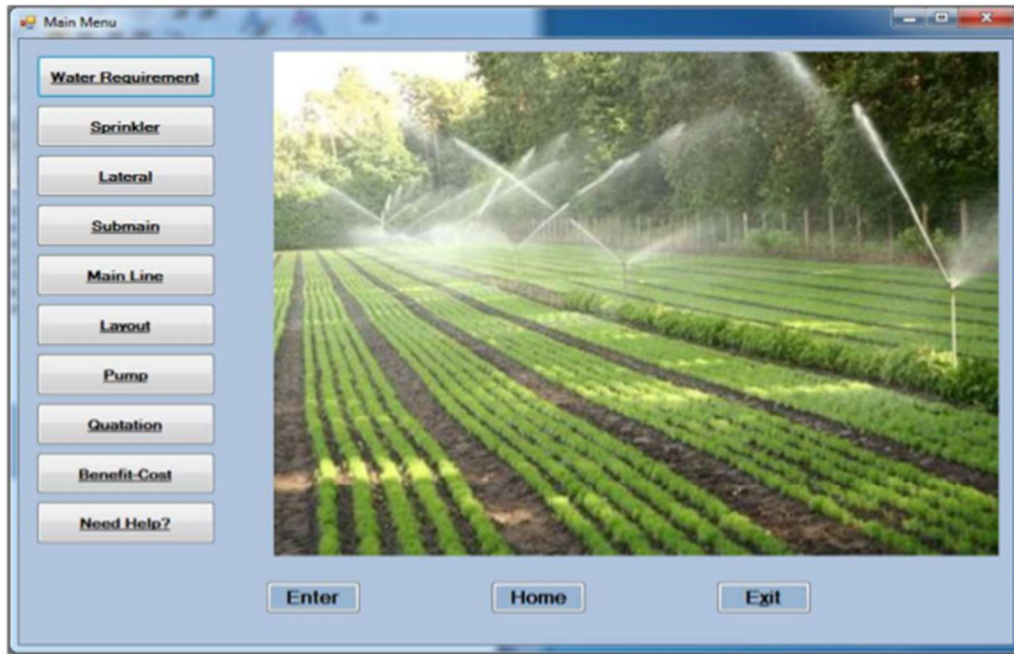 Main Menu
Water Requirement
Sprinkler
Lateral
Submain
Main Line
Layout
Pump
Quatation
Benefit-Cost
Need Help?
Enter
Home
Exit